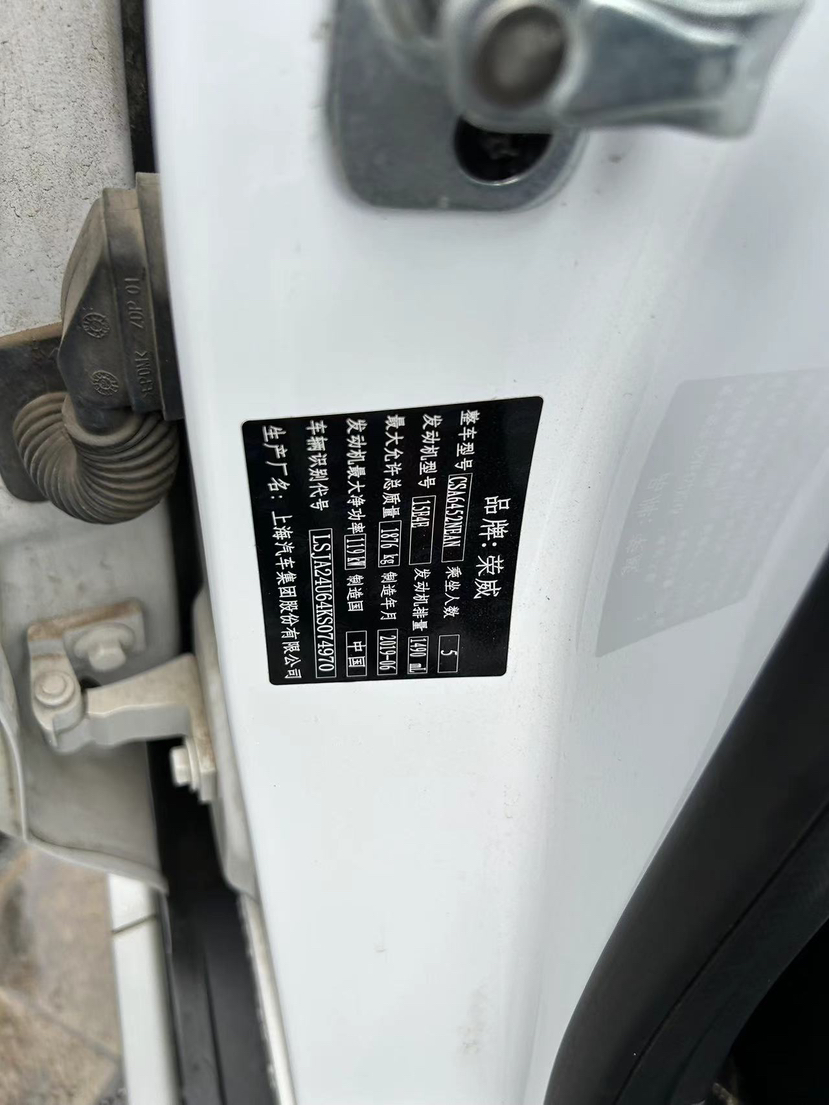 品牌: 荣威
整车型号 CSA6452NBAN 乘坐人数 5
发动机型号 15E4E 发动机排量 1490 ml
最大允许总质量 1876 kg 制造年月 2019-06
发动机最大净功率 119 kW 制造国 中国
车辆识别代号 LSJA24U64KS074970
生产厂名: 上海汽车集团股份有限公司